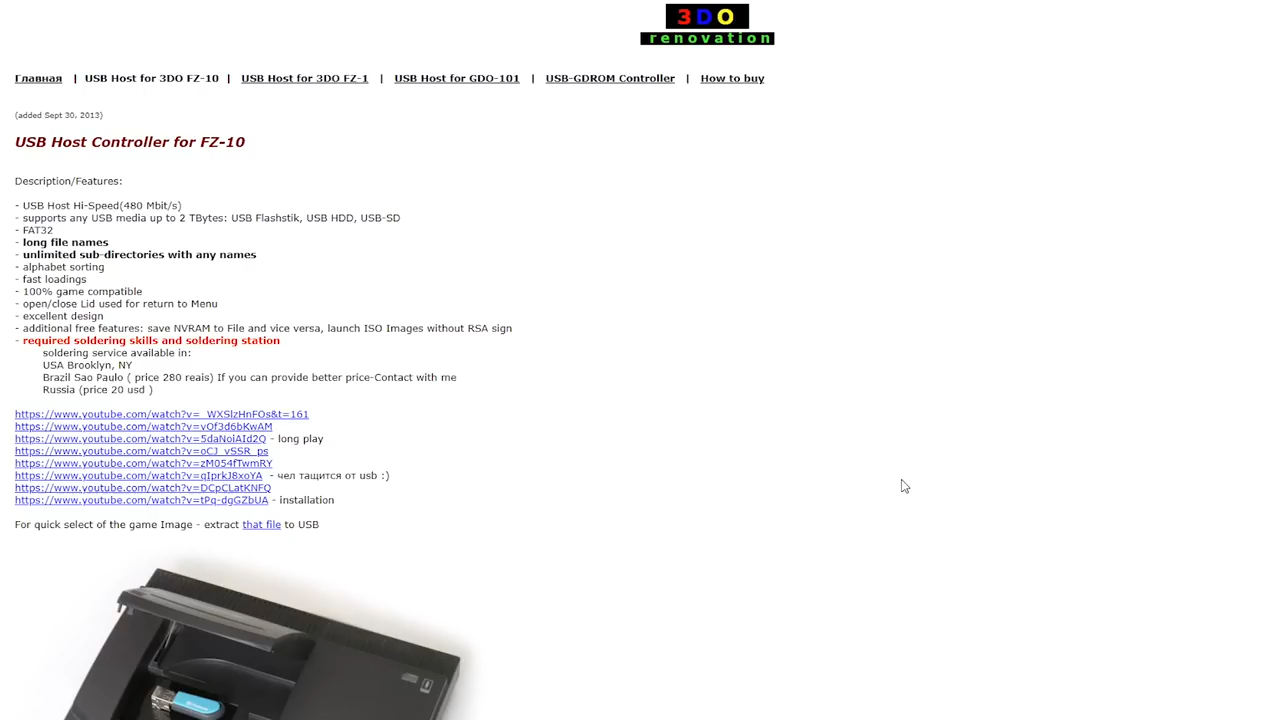 3DO
renovation
Главная | USB Host for 3DO FZ-10 | USB Host for 3DO FZ-1 | USB Host for GDO-101 | USB-GDROM Controller | How to buy
(added Sept 30, 2013)
USB Host Controller for FZ-10
Description/Features:
- USB Host Hi-Speed(480 Mbit/s)
- supports any USB media up to 2 TBytes: USB Flashstik, USB HDD, USB-SD
- FAT32
- long file names
- unlimited sub-directories with any names
- alphabet sorting
- fast loadings
- 100% game compatible
- open/close Lid used for return to Menu
- excellent design
- additional free features: save NVRAM to File and vice versa, launch ISO Images without RSA sign
- required soldering skills and soldering station
soldering service available in:
USA Brooklyn, NY
Brazil Sao Paulo ( price 280 reais) If you can provide better price-Contact with me
Russia (price 20 usd )
https://www.youtube.com/watch?v=_WXSlzHnFOs&t=161
https://www.youtube.com/watch?v=vOf3d6bKwAM
https://www.youtube.com/watch?v=5daNoiAId2Q - long play
https://www.youtube.com/watch?v=oCJ_vSSR_ps
https://www.youtube.com/watch?v=zM054fTwmRY
https://www.youtube.com/watch?v=qIprkJ8xoYA - чел тащится от usb :)
https://www.youtube.com/watch?v=DCpCLatKNFQ
https://www.youtube.com/watch?v=tPq-dgGZbUA - installation
For quick select of the game Image - extract that file to USB